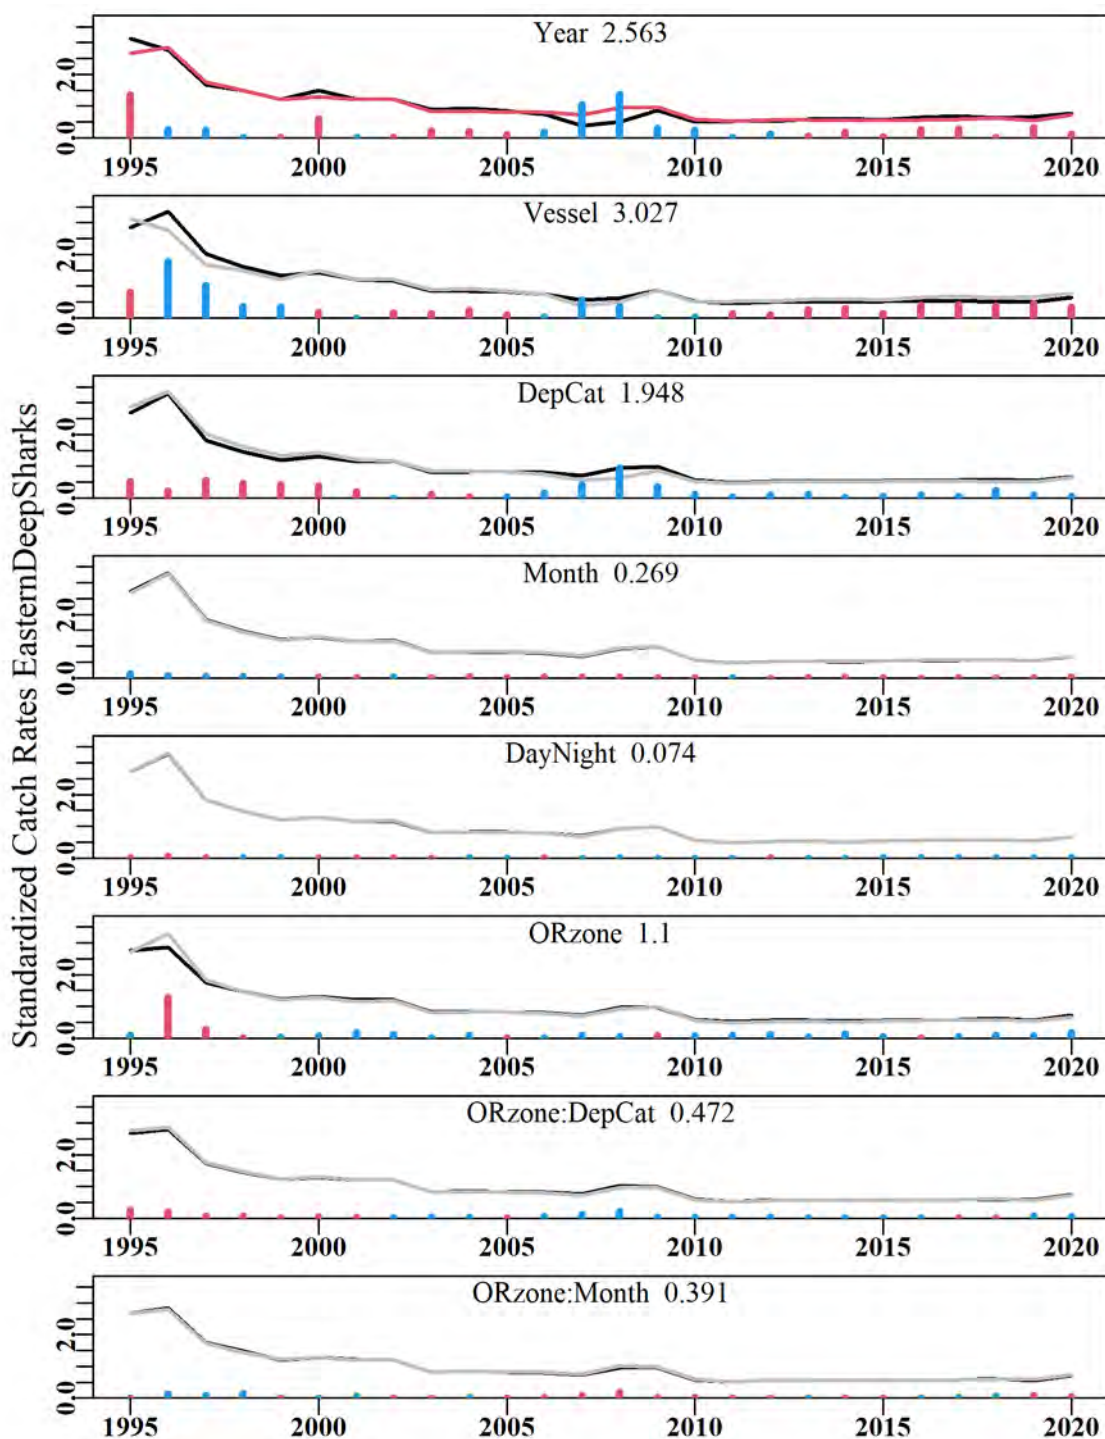 Standardized Catch Rates EasternDeepSharks
Year 2.563
0.0 2.0
1995 2000 2005 2010 2015 2020
Vessel 3.027
0.0 2.0
1995 2000 2005 2010 2015 2020
DepCat 1.948
0.0 2.0
1995 2000 2005 2010 2015 2020
Month 0.269
0.0 2.0
1995 2000 2005 2010 2015 2020
DayNight 0.074
0.0 2.0
1995 2000 2005 2010 2015 2020
ORzone 1.1
0.0 2.0
1995 2000 2005 2010 2015 2020
ORzone:DepCat 0.472
0.0 2.0
1995 2000 2005 2010 2015 2020
ORzone:Month 0.391
0.0 2.0
1995 2000 2005 2010 2015 2020